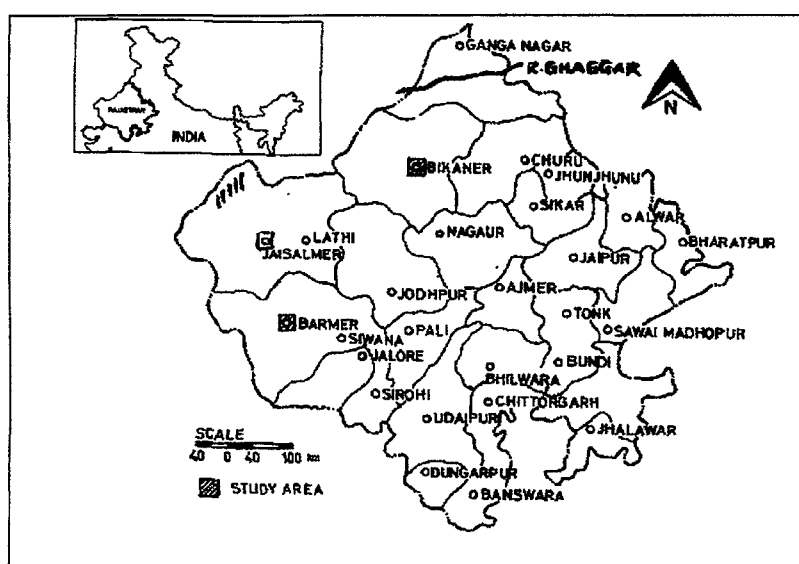 GANGA NAGAR
R. GHAGGAR
RAJASTHAN
INDIA
N
BIKANER
CHURU
JHUNJHUNU
SIKAR
ALWAR
LATHI
NAGAUR
BHARATPUR
JAISALMER
JAIPUR
JODHPUR
AJMER
BARMER
PALI
TONK
SIWANA
SAWAI MADHOPUR
JALORE
BUNDI
BHILWARA
SIROHI
CHITTORGARH
UDAIPUR
JHALAWAR
SCALE
40 0 40 100 km
DUNGARPUR
STUDY AREA
BANSWARA